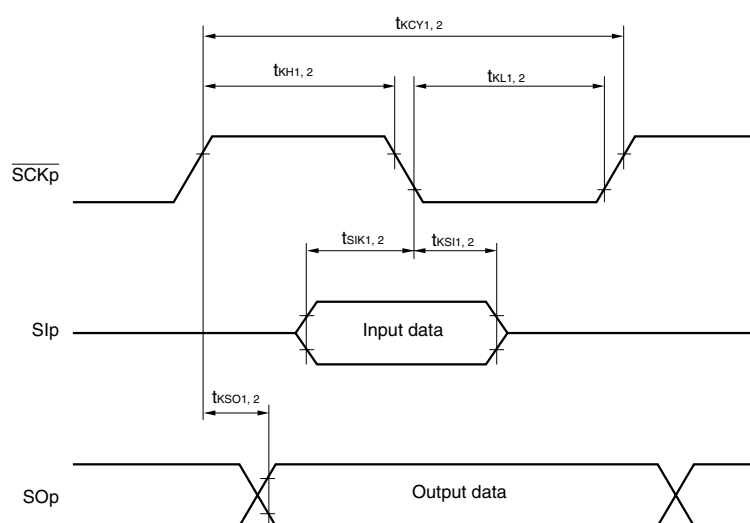 tKCY1, 2
tKH1, 2
tKL1, 2
SCKp
tSIK1, 2
tKSI1, 2
SIp
Input data
tKSO1, 2
SOp
Output data